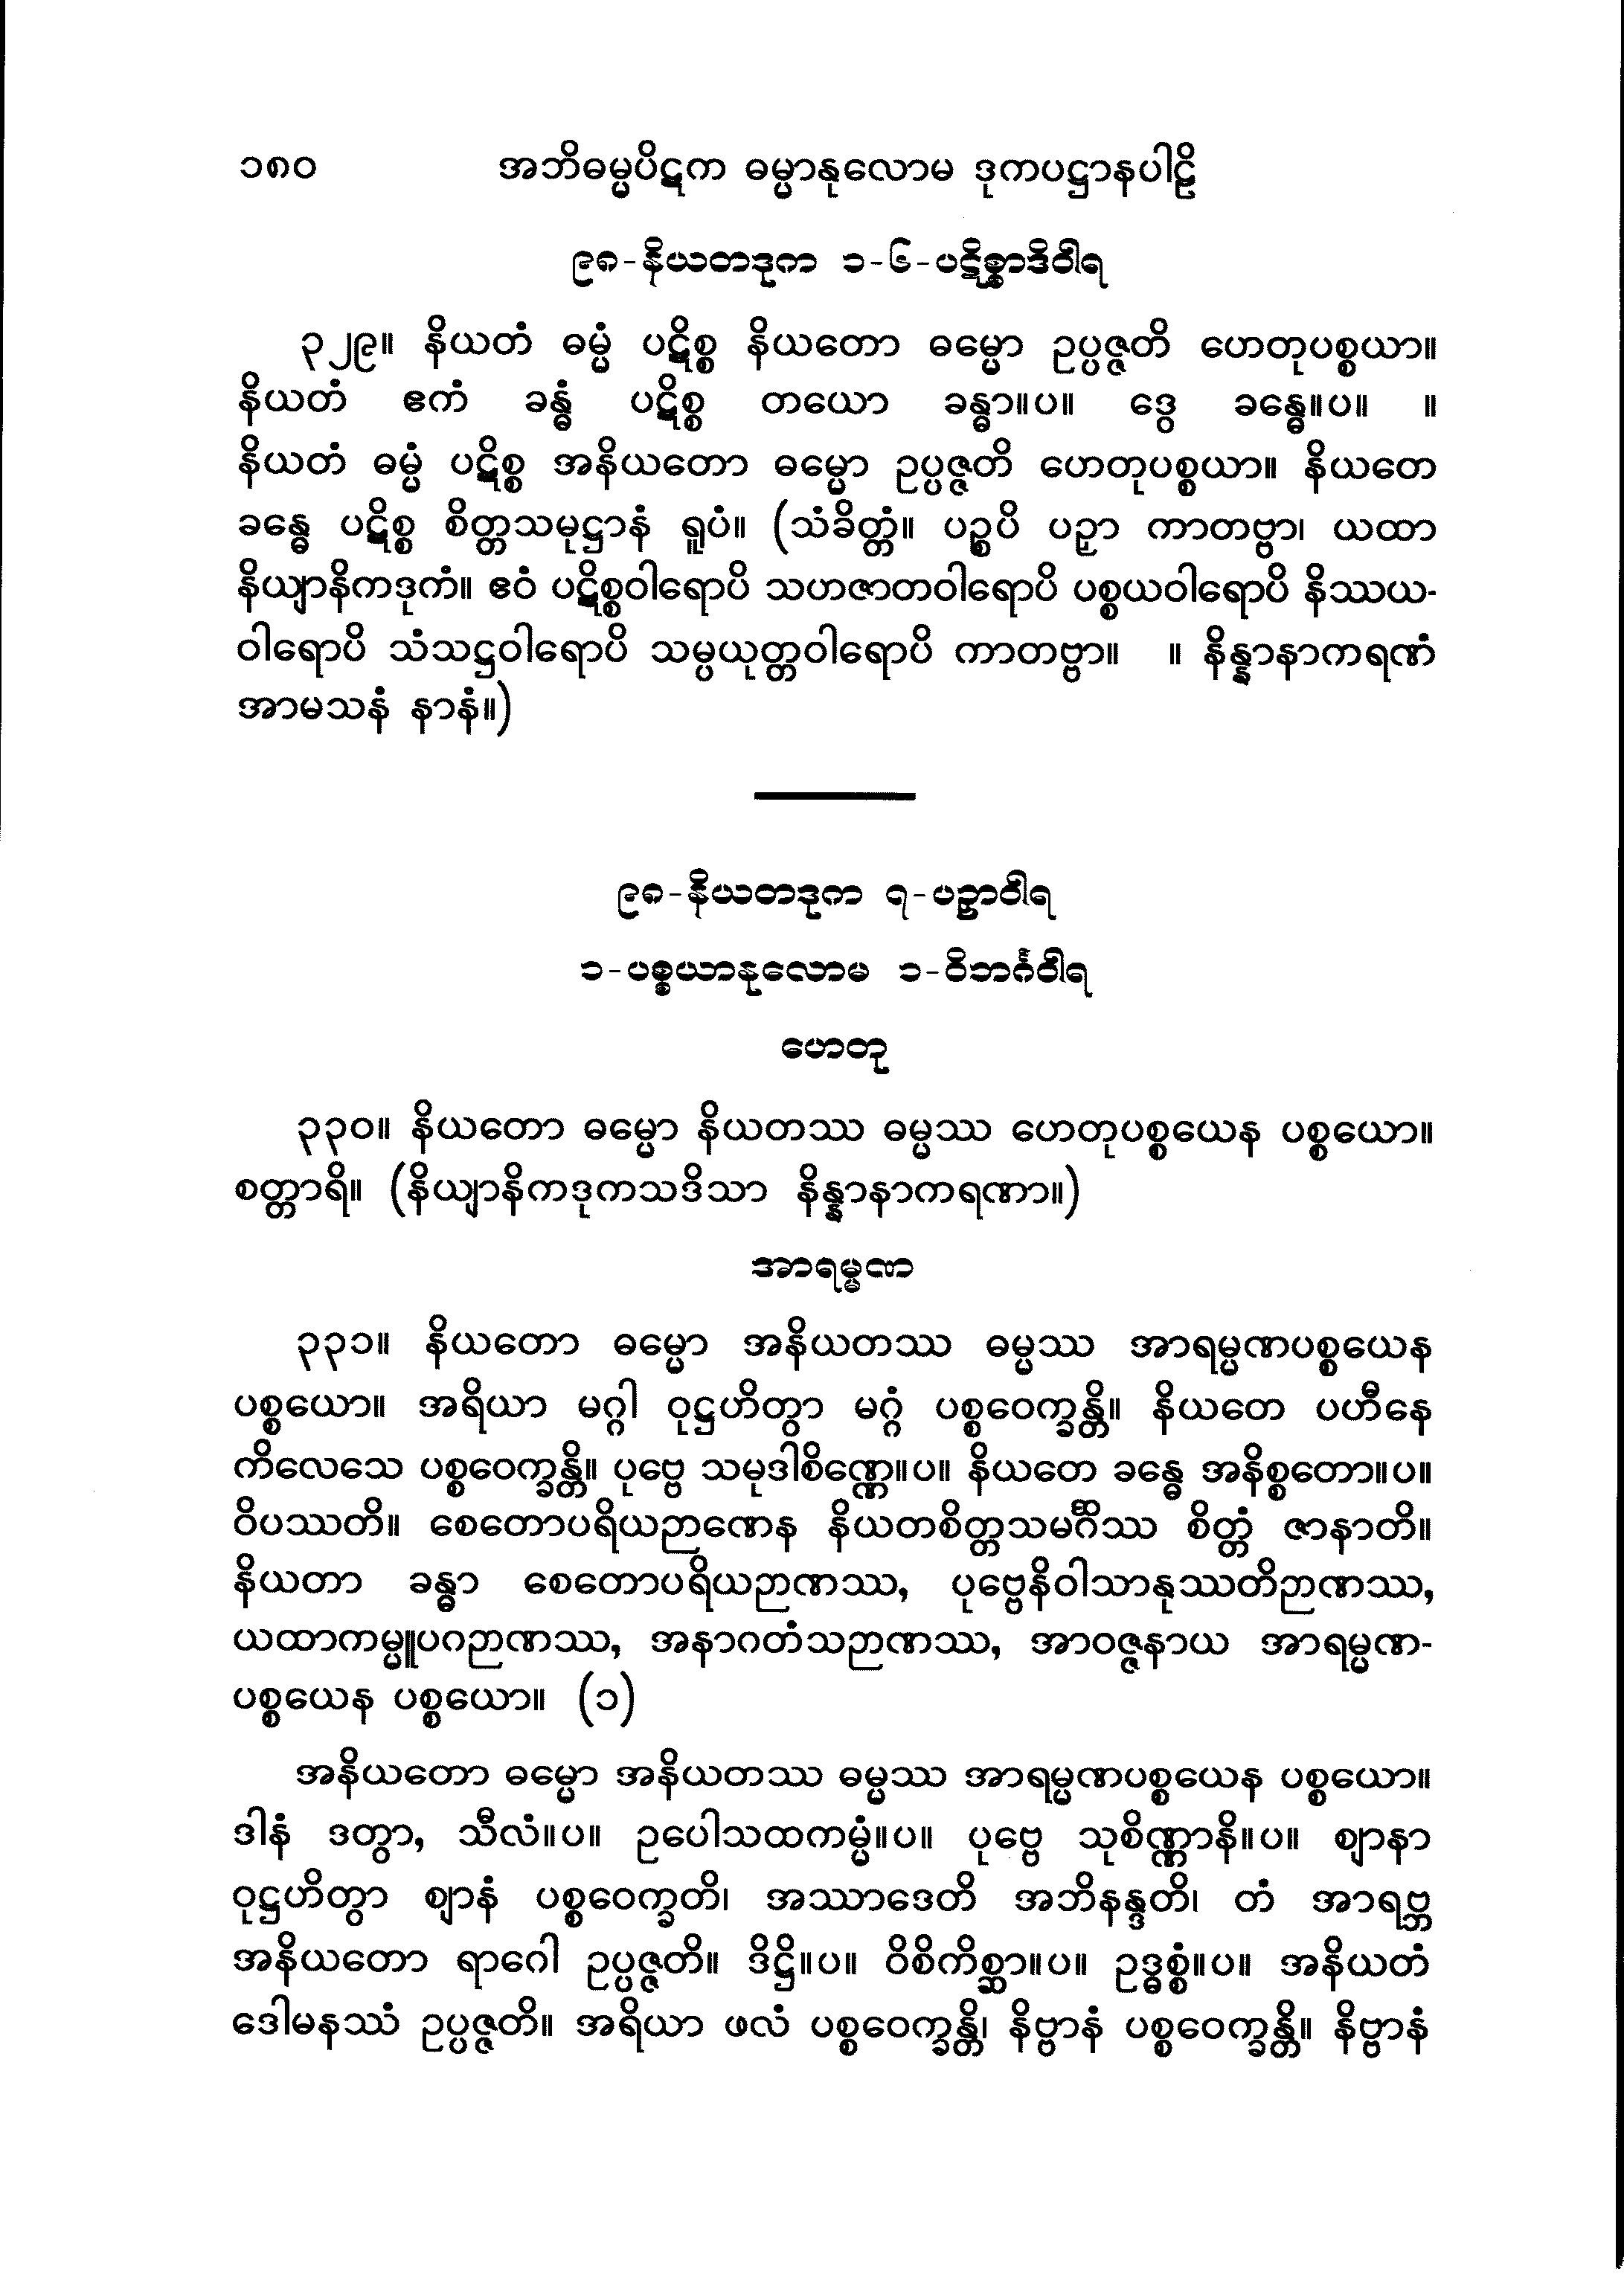 ၁၈၀ အဘိဓမ္မပိဋက ဓမ္မာနုလောမ ဒုကပဋ္ဌာနပါဠိ
၉၈-နိယတဒုက ၁-၆-ပဋိစ္စာဒိဝါရ
၃၂၉။ နိယတံ ဓမ္မံ ပဋိစ္စ နိယတော ဓမ္မော ဥပ္ပဇ္ဇတိ ဟေတုပစ္စယာ။
နိယတံ ဧကံ ခန္ဓံ ပဋိစ္စ တယော ခန္ဓာ။ပ။ ဒွေ ခန္ဓေ။ပ။ ။
နိယတံ ဓမ္မံ ပဋိစ္စ အနိယတော ဓမ္မော ဥပ္ပဇ္ဇတိ ဟေတုပစ္စယာ။ နိယတေ
ခန္ဓေ ပဋိစ္စ စိတ္တသမုဋ္ဌာနံ ရူပံ။ (သံခိတ္တံ။ ပဉ္စပိ ပဉှာ ကာတဗ္ဗာ၊ ယထာ
နိယျာနိကဒုကံ။ ဧဝံ ပဋိစ္စဝါရောပိ သဟဇာတဝါရောပိ ပစ္စယဝါရောပိ နိဿယ-
ဝါရောပိ သံသဋ္ဌဝါရောပိ သမ္ပယုတ္တဝါရောပိ ကာတဗ္ဗာ။ ။ နိန္နာနာကရဏံ
အာမသနံ နာနံ။)
၉၈-နိယတဒုက ၇-ပဉှာဝါရ
၁-ပစ္စယာနုလောမ ၁-ဝိဘင်္ဂဝါရ
ဟေတု
၃၃၀။ နိယတော ဓမ္မော နိယတဿ ဓမ္မဿ ဟေတုပစ္စယေန ပစ္စယော။
စတ္တာရိ။ (နိယျာနိကဒုကသဒိသာ နိန္နာနာကရဏာ။)
အာရမ္မဏ
၃၃၁။ နိယတော ဓမ္မော အနိယတဿ ဓမ္မဿ အာရမ္မဏပစ္စယေန
ပစ္စယော။ အရိယာ မဂ္ဂါ ဝုဋ္ဌဟိတွာ မဂ္ဂံ ပစ္စဝေက္ခန္တိ။ နိယတေ ပဟီနေ
ကိလေသေ ပစ္စဝေက္ခန္တိ။ ပုဗ္ဗေ သမုဒါစိဏ္ဏေ။ပ။ နိယတေ ခန္ဓေ အနိစ္စတော။ပ။
ဝိပဿတိ။ စေတောပရိယဉာဏေန နိယတစိတ္တသမင်္ဂိဿ စိတ္တံ ဇာနာတိ။
နိယတာ ခန္ဓာ စေတောပရိယဉာဏဿ, ပုဗ္ဗေနိဝါသာနုဿတိဉာဏဿ,
ယထာကမ္မူပဂဉာဏဿ, အနာဂတံသဉာဏဿ, အာဝဇ္ဇနာယ အာရမ္မဏ-
ပစ္စယေန ပစ္စယော။ (၁)
အနိယတော ဓမ္မော အနိယတဿ ဓမ္မဿ အာရမ္မဏပစ္စယေန ပစ္စယော။
ဒါနံ ဒတွာ, သီလံ။ပ။ ဥပေါသထကမ္မံ။ပ။ ပုဗ္ဗေ သုစိဏ္ဏာနိ။ပ။ ဈာနာ
ဝုဋ္ဌဟိတွာ ဈာနံ ပစ္စဝေက္ခတိ၊ အဿာဒေတိ အဘိနန္ဒတိ၊ တံ အာရဗ္ဘ
အနိယတော ရာဂေါ ဥပ္ပဇ္ဇတိ။ ဒိဋ္ဌိ။ပ။ ဝိစိကိစ္ဆာ။ပ။ ဥဒ္ဓစ္စံ။ပ။ အနိယတံ
ဒေါမနဿံ ဥပ္ပဇ္ဇတိ။ အရိယာ ဖလံ ပစ္စဝေက္ခန္တိ၊ နိဗ္ဗာနံ ပစ္စဝေက္ခန္တိ။ နိဗ္ဗာနံ